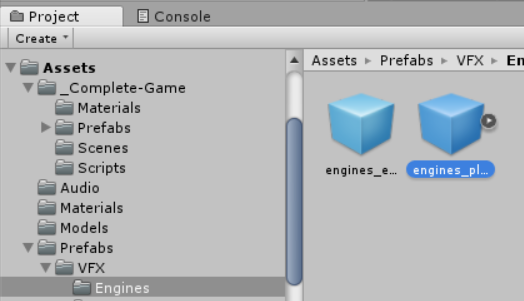 Project
Console
Create
Assets
_Complete-Game
Materials
Prefabs
Scenes
Scripts
Audio
Materials
Models
Prefabs
VFX
Engines
Assets ▸ Prefabs ▸ VFX ▸ En
engines_e...
engines_pl...